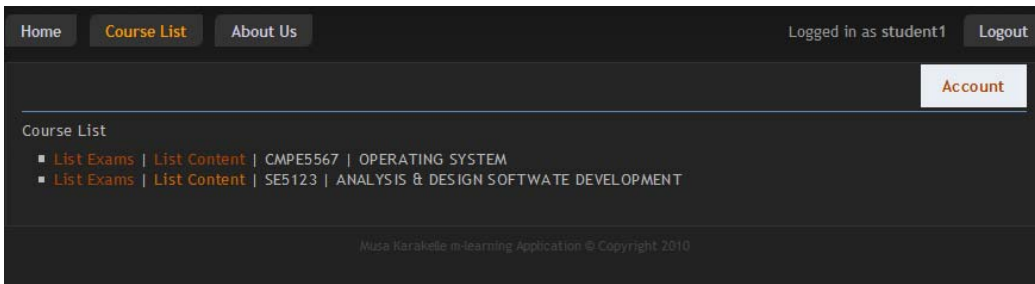 Home Course List About Us Logged in as student1 Logout
Account
Course List
List Exams | List Content | CMPE5567 | OPERATING SYSTEM
List Exams | List Content | SE5123 | ANALYSIS & DESIGN SOFTWATE DEVELOPMENT
Musa Karakelle m-learning Application © Copyright 2010